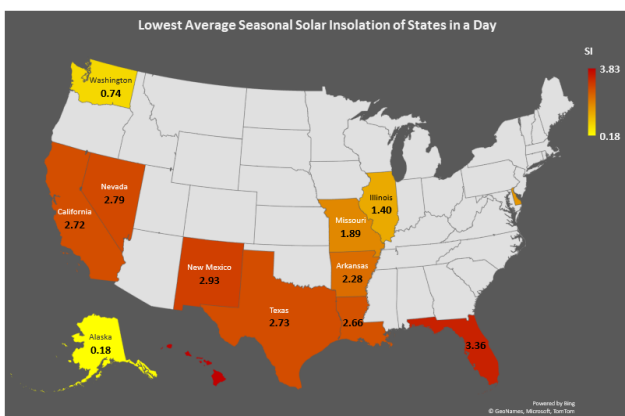 Lowest Average Seasonal Solar Insolation of States in a Day
SI
3.83
0.18
Washington
0.74
Nevada
2.79
California
2.72
Illinois
1.40
Missouri
1.89
Arkansas
2.28
New Mexico
2.93
Texas
2.73
2.66
3.36
Alaska
0.18
Powered by Bing
© GeoNames, Microsoft, TomTom